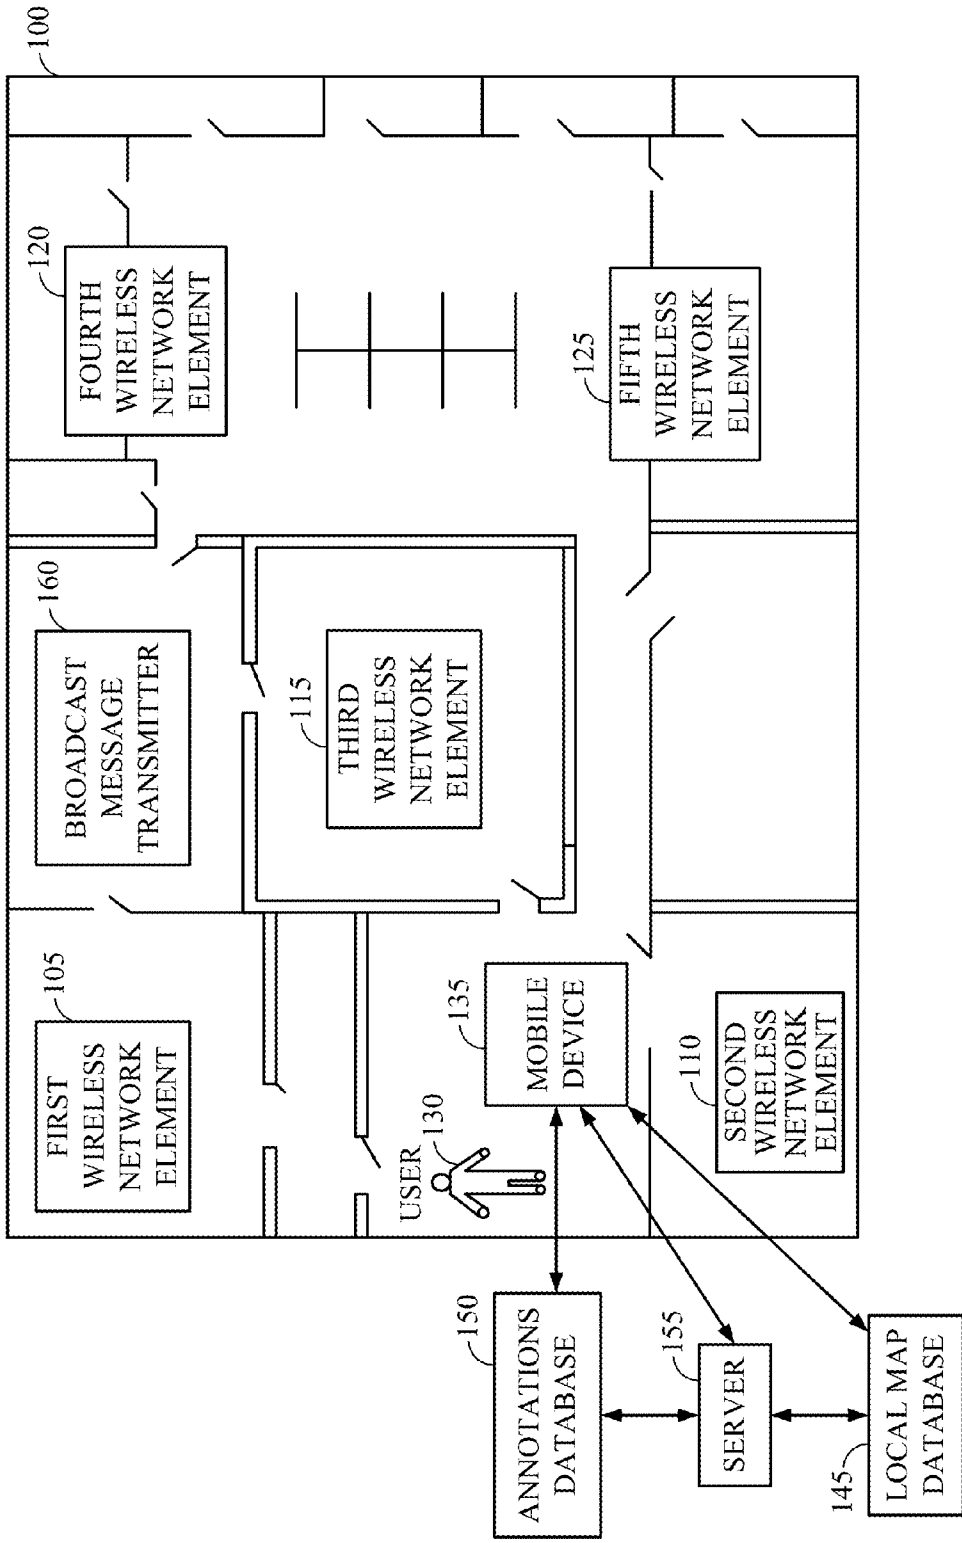 100
120
FOURTH
WIRELESS
NETWORK
ELEMENT
125
FIFTH
WIRELESS
NETWORK
ELEMENT
160
BROADCAST
MESSAGE
TRANSMITTER
115
THIRD
WIRELESS
NETWORK
ELEMENT
105
FIRST
WIRELESS
NETWORK
ELEMENT
135
MOBILE
DEVICE
110
SECOND
WIRELESS
NETWORK
ELEMENT
USER
130
150
ANNOTATIONS
DATABASE
155
SERVER
145
LOCAL MAP
DATABASE